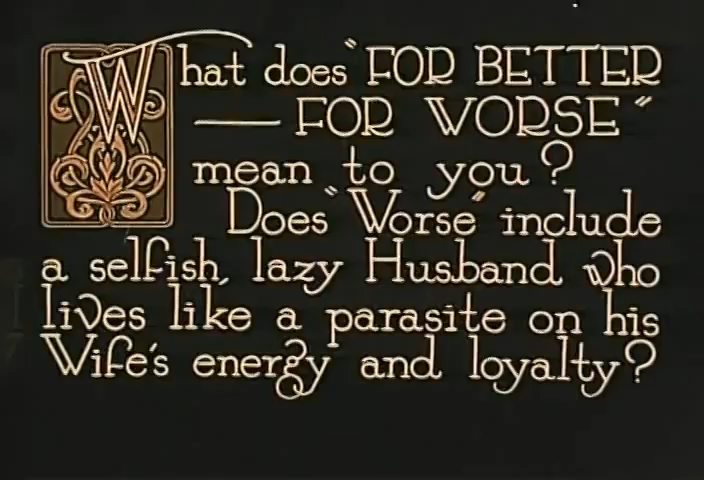 What does "FOR BETTER
— FOR WORSE"
mean to you?
Does "Worse" include
a selfish, lazy Husband who
lives like a parasite on his
Wife's energy and loyalty?